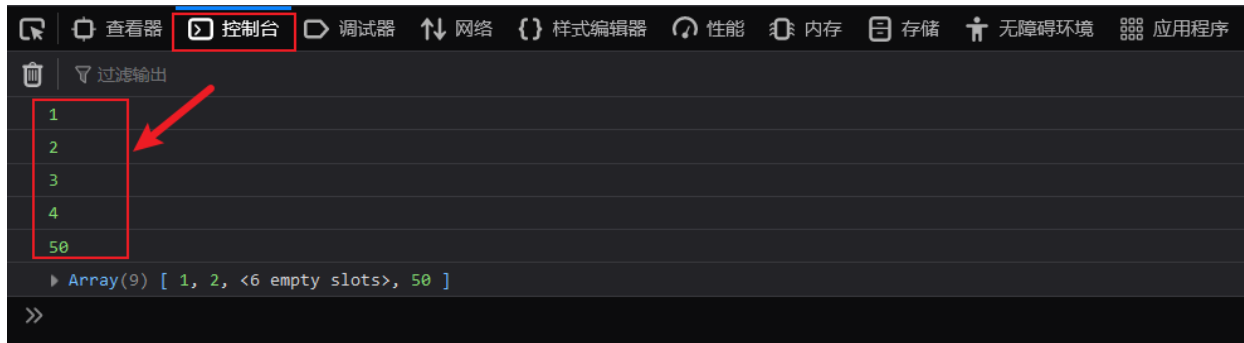 查看器 控制台 调试器 网络 {} 样式编辑器 性能 内存 存储 无障碍环境 应用程序
过滤输出
1
2
3
4
50
Array(9) [ 1, 2, <6 empty slots>, 50 ]